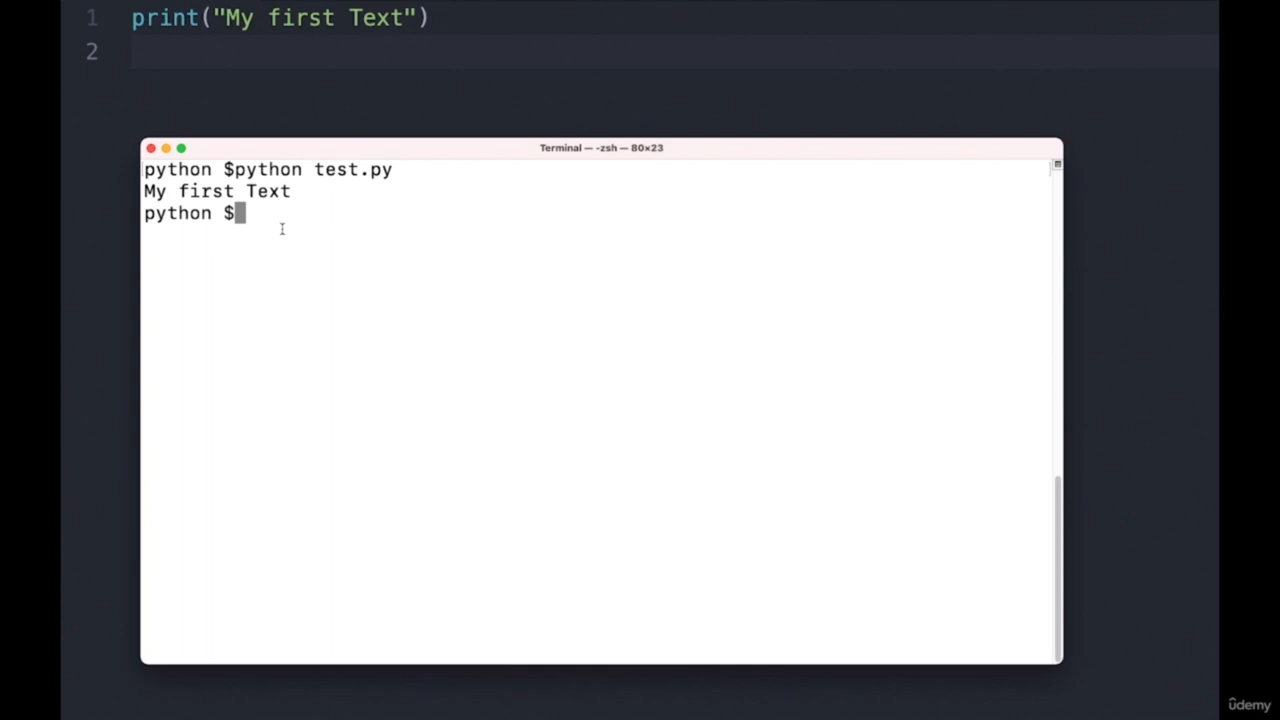 1 print("My first Text")
2
Terminal — -zsh — 80×23
python $python test.py
My first Text
python $
ûdemy